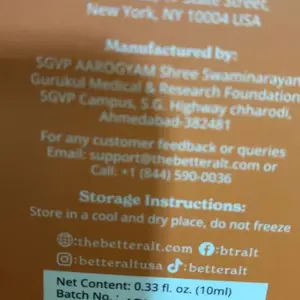 State Street,
New York, NY 10004 USA
Manufactured by:
SGVP AAROGYAM Shree Swaminarayan
Gurukul Medical & Research Foundation
SGVP Campus, S.G. Highway chharodi,
Ahmedabad-382481
For any customer feedback or queries
Email: support@thebetteralt.com or
Call: +1 (844) 590-0036
Storage Instructions:
Store in a cool and dry place, do not freeze
:thebetteralt.com :btralt
:betteraltusa :betteralt
Net Content: 0.33 fl. oz. (10ml)
Batch No. :